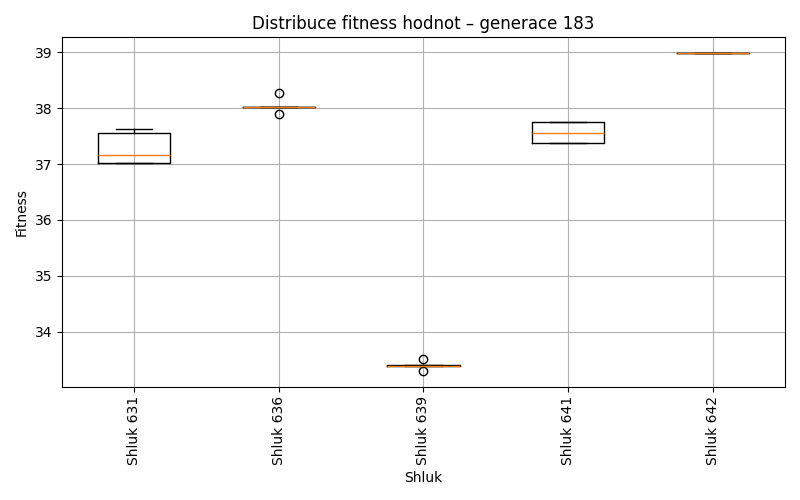 Distribuce fitness hodnot – generace 183
Fitness
39
38
37
36
35
34
Shluk 631
Shluk 636
Shluk 639
Shluk 641
Shluk 642
Shluk